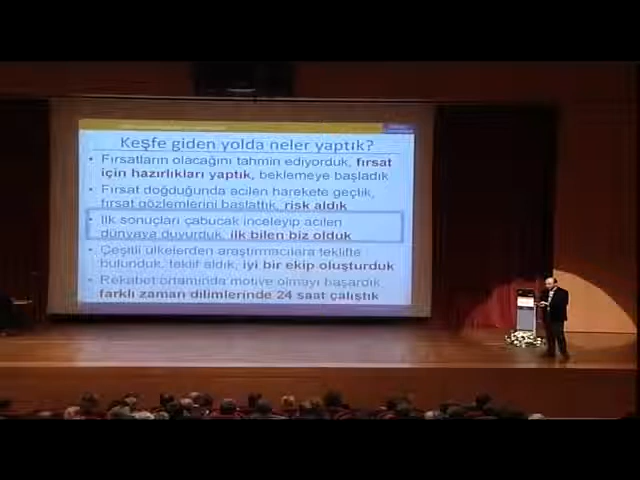 Keşfe giden yolda neler yaptık?
• Fırsatların olacağını tahmin ediyorduk, fırsat
için hazırlıkları yaptık, beklemeye başladık
• Fırsat doğduğunda acilen harekete geçtik,
fırsat gözlemlerini başlattık, risk aldık
• İlk sonuçları çabucak inceleyip acilen
dünyaya duyurduk, ilk bilen biz olduk
• Çeşitli ülkelerden araştırmacılara teklifte
bulunduk, teklif aldık, iyi bir ekip oluşturduk
• Rekabet ortamında motive olmayı başardık,
farklı zaman dilimlerinde 24 saat çalıştık